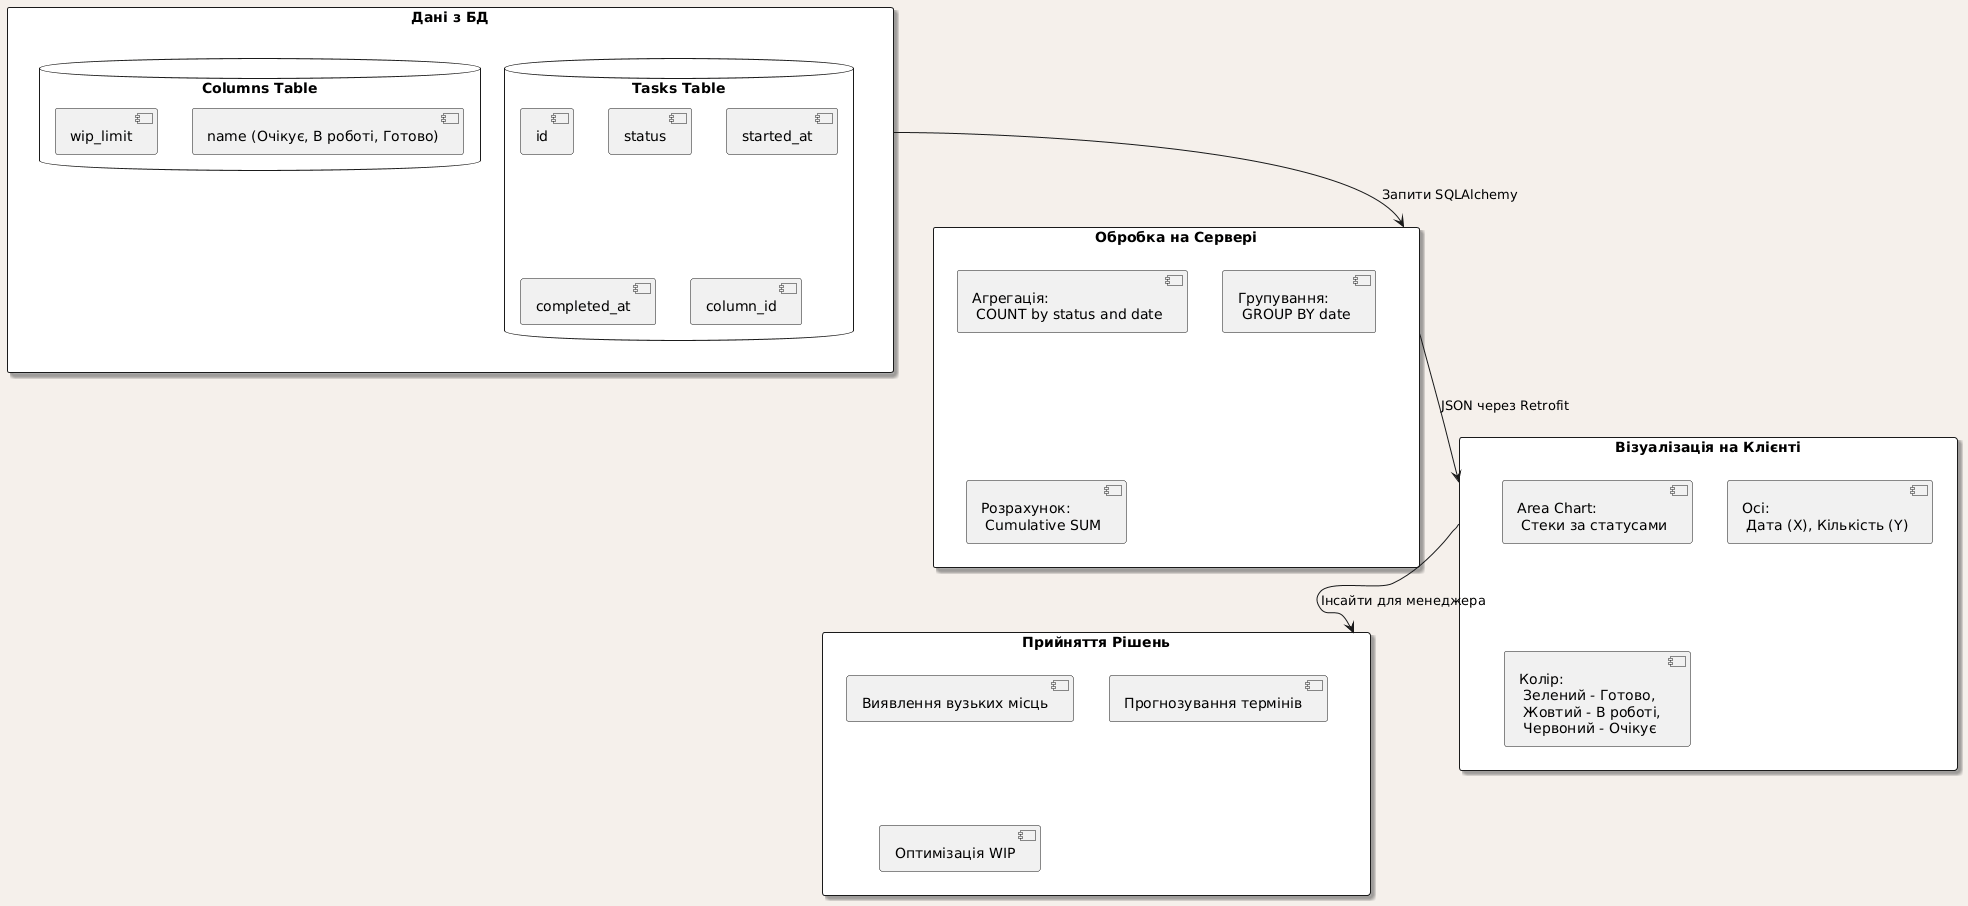 Дані з БД
Columns Table
wip_limit
name (Очікує, В роботі, Готово)
Tasks Table
id
status
started_at
completed_at
column_id
Запити SQLAlchemy
Обробка на Сервері
Агрегація:
COUNT by status and date
Групування:
GROUP BY date
Розрахунок:
Cumulative SUM
JSON через Retrofit
Візуалізація на Клієнті
Area Chart:
Стеки за статусами
Осі:
Дата (X), Кількість (Y)
Колір:
Зелений - Готово,
Жовтий - В роботі,
Червоний - Очікує
Інсайти для менеджера
Прийняття Рішень
Виявлення вузьких місць
Прогнозування термінів
Оптимізація WIP